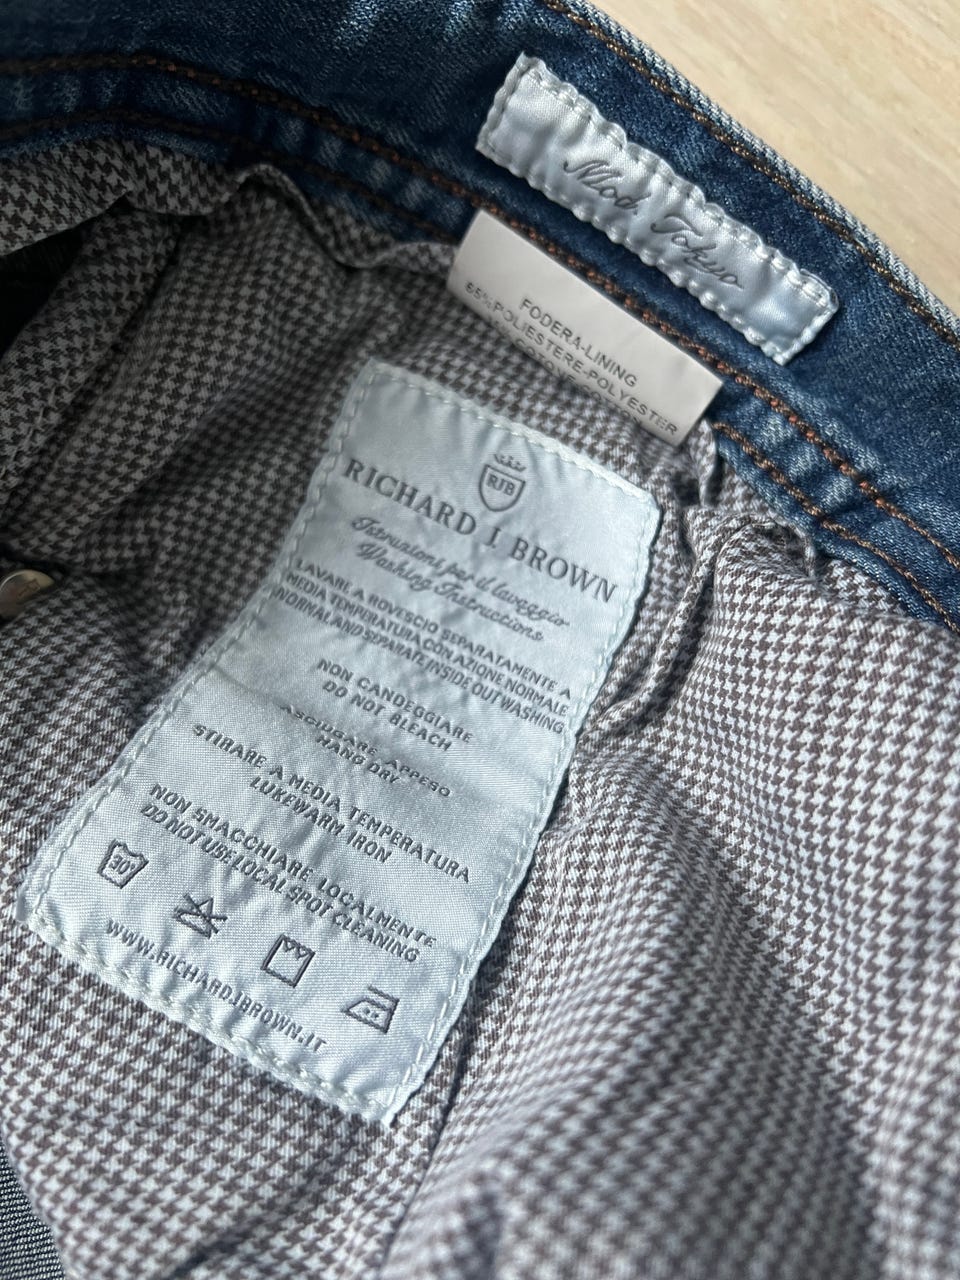 Mod. Tokyo
FODERA-LINING
65% POLIESTERE-POLYESTER
RJB
RICHARD J BROWN
Istruzioni per il lavaggio
Washing Instructions
LAVARE A ROVESCIO SEPARATAMENTE A
MEDIA TEMPERATURA CON AZIONE NORMALE
NORMAL AND SEPARATE INSIDE OUT WASHING
NON CANDEGGIARE
DO NOT BLEACH
ASCIUGARE APPESO
HANG DRY
STIRARE A MEDIA TEMPERATURA
LUKEWARM IRON
NON SMACCHIARE LOCALMENTE
DO NOT USE LOCAL SPOT CLEANING
30
WWW.RICHARDJBROWN.IT